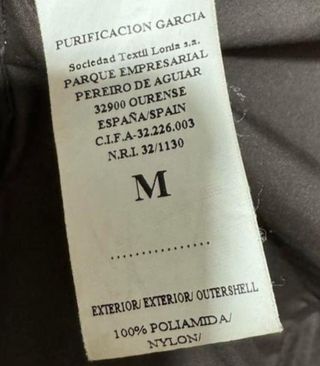 PURIFICACION GARCIA
Sociedad Textil Lonia s.a.
PARQUE EMPRESARIAL
PEREIRO DE AGUIAR
32900 OURENSE
ESPAÑA/SPAIN
C.I.F.A-32.226.003
N.R.I. 32/1130
M
................
EXTERIOR/ EXTERIOR/ OUTERSHELL
100% POLIAMIDA/
NYLON/